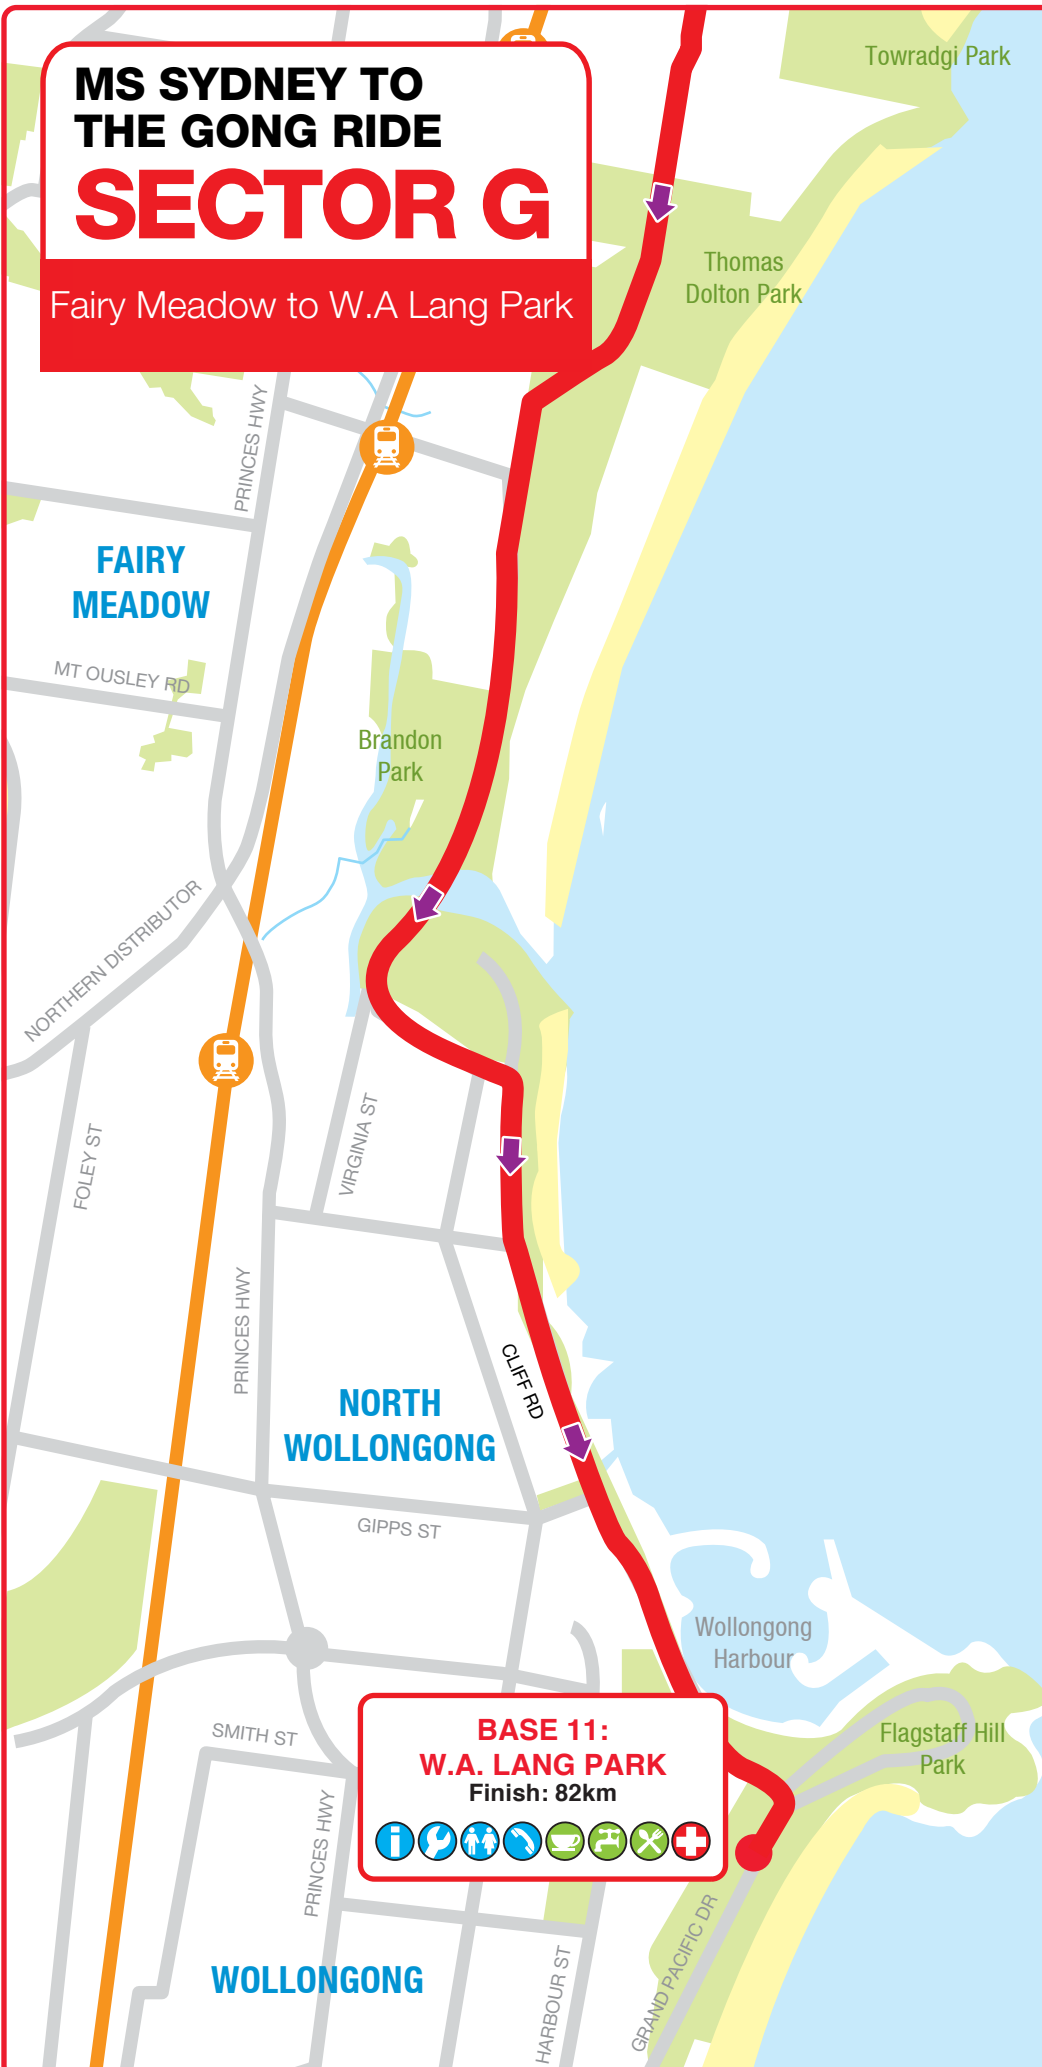 MS SYDNEY TO
THE GONG RIDE
SECTOR G
Fairy Meadow to W.A Lang Park
Towradgi Park
Thomas
Dolton Park
PRINCES HWY
FAIRY
MEADOW
MT OUSLEY RD
Brandon
Park
NORTHERN DISTRIBUTOR
FOLEY ST
VIRGINIA ST
PRINCES HWY
CLIFF RD
NORTH
WOLLONGONG
GIPPS ST
Wollongong
Harbour
SMITH ST
BASE 11:
W.A. LANG PARK
Finish: 82km
Flagstaff Hill
Park
PRINCES HWY
GRAND PACIFIC DR
HARBOUR ST
WOLLONGONG